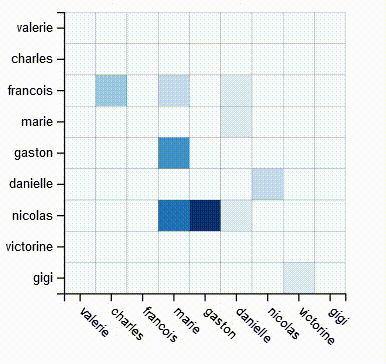 valerie
charles
francois
marie
gaston
danielle
nicolas
victorine
gigi
valerie
charles
francois
marie
gaston
danielle
nicolas
victorine
gigi